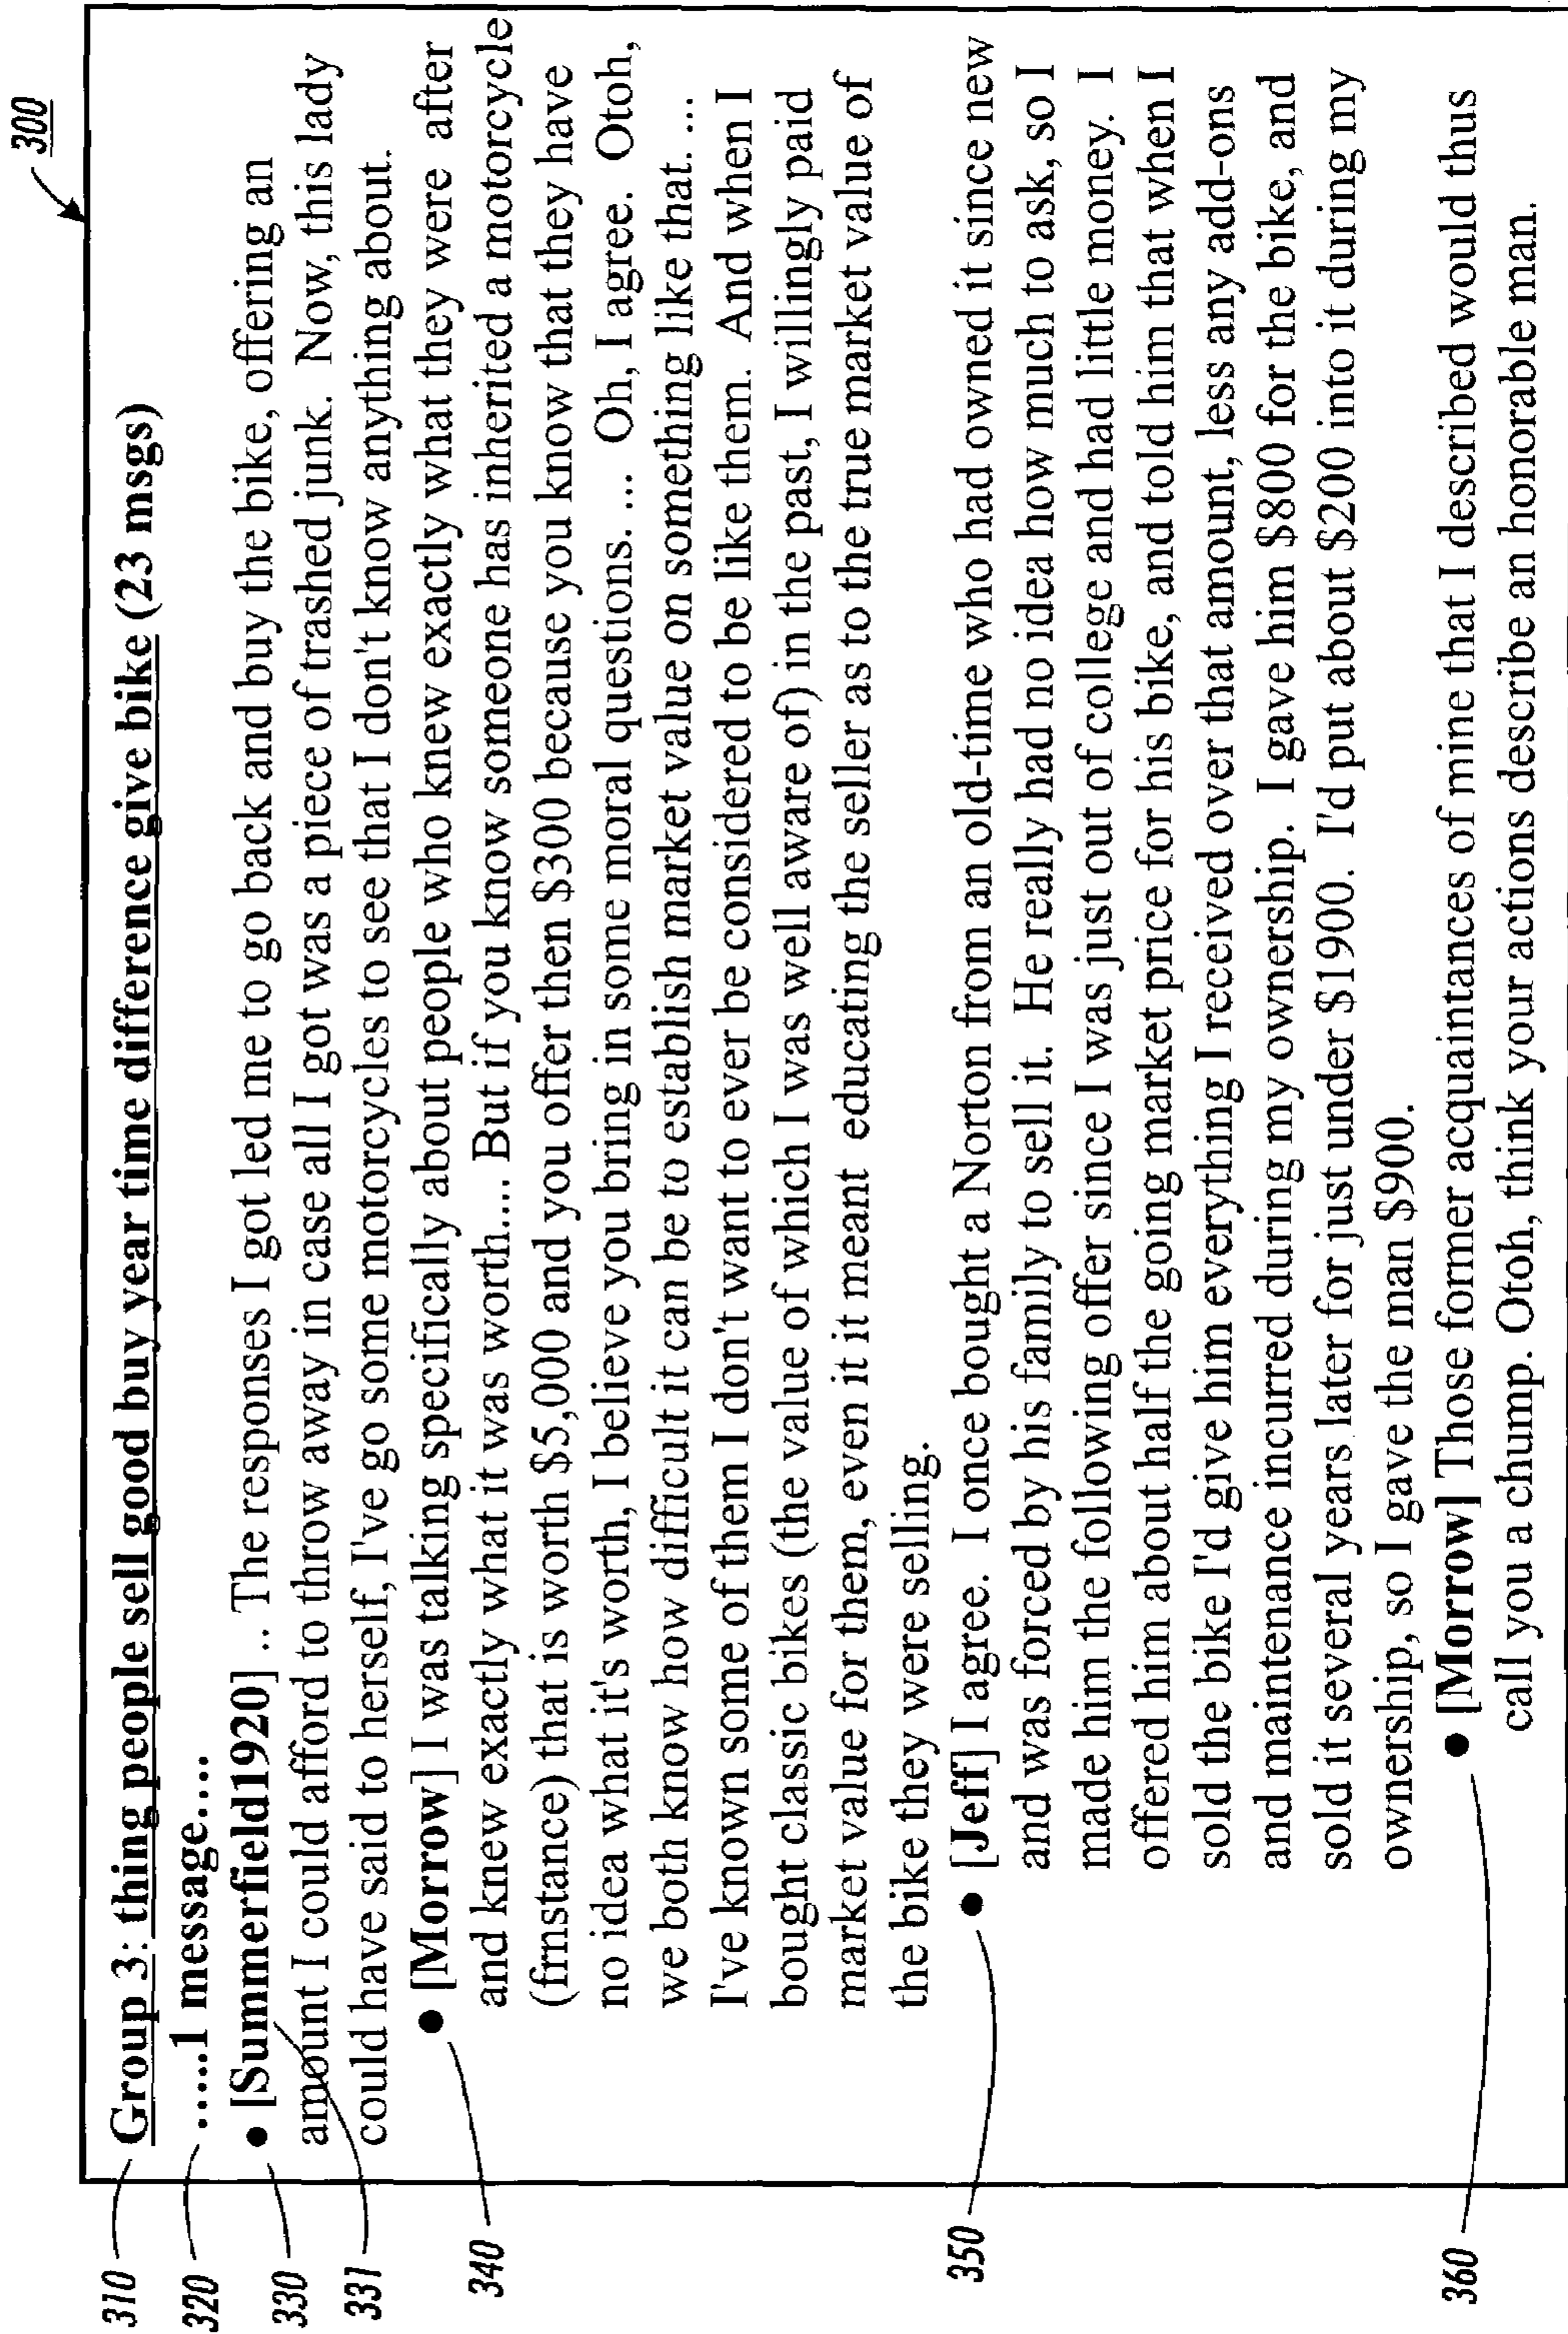 300
310
320
330
331
340
350
360
Group 3: thing people sell good buy year time difference give bike (23 msgs)
.....1 message....
● [Summerfield1920] .. The responses I got led me to go back and buy the bike, offering an
amount I could afford to throw away in case all I got was a piece of trashed junk. Now, this lady
could have said to herself, I've go some motorcycles to see that I don't know anything about.
● [Morrow] I was talking specifically about people who knew exactly what they were after
and knew exactly what it was worth.... But if you know someone has inherited a motorcycle
(frnstance) that is worth $5,000 and you offer then $300 because you know that they have
no idea what it's worth, I believe you bring in some moral questions. ... Oh, I agree. Otoh,
we both know how difficult it can be to establish market value on something like that. ...
I've known some of them I don't want to ever be considered to be like them. And when I
bought classic bikes (the value of which I was well aware of) in the past, I willingly paid
market value for them, even it it meant educating the seller as to the true market value of
the bike they were selling.
● [Jeff] I agree. I once bought a Norton from an old-time who had owned it since new
and was forced by his family to sell it. He really had no idea how much to ask, so I
made him the following offer since I was just out of college and had little money. I
offered him about half the going market price for his bike, and told him that when I
sold the bike I'd give him everything I received over that amount, less any add-ons
and maintenance incurred during my ownership. I gave him $800 for the bike, and
sold it several years later for just under $1900. I'd put about $200 into it during my
ownership, so I gave the man $900.
● [Morrow] Those former acquaintances of mine that I described would thus
call you a chump. Otoh, think your actions describe an honorable man.